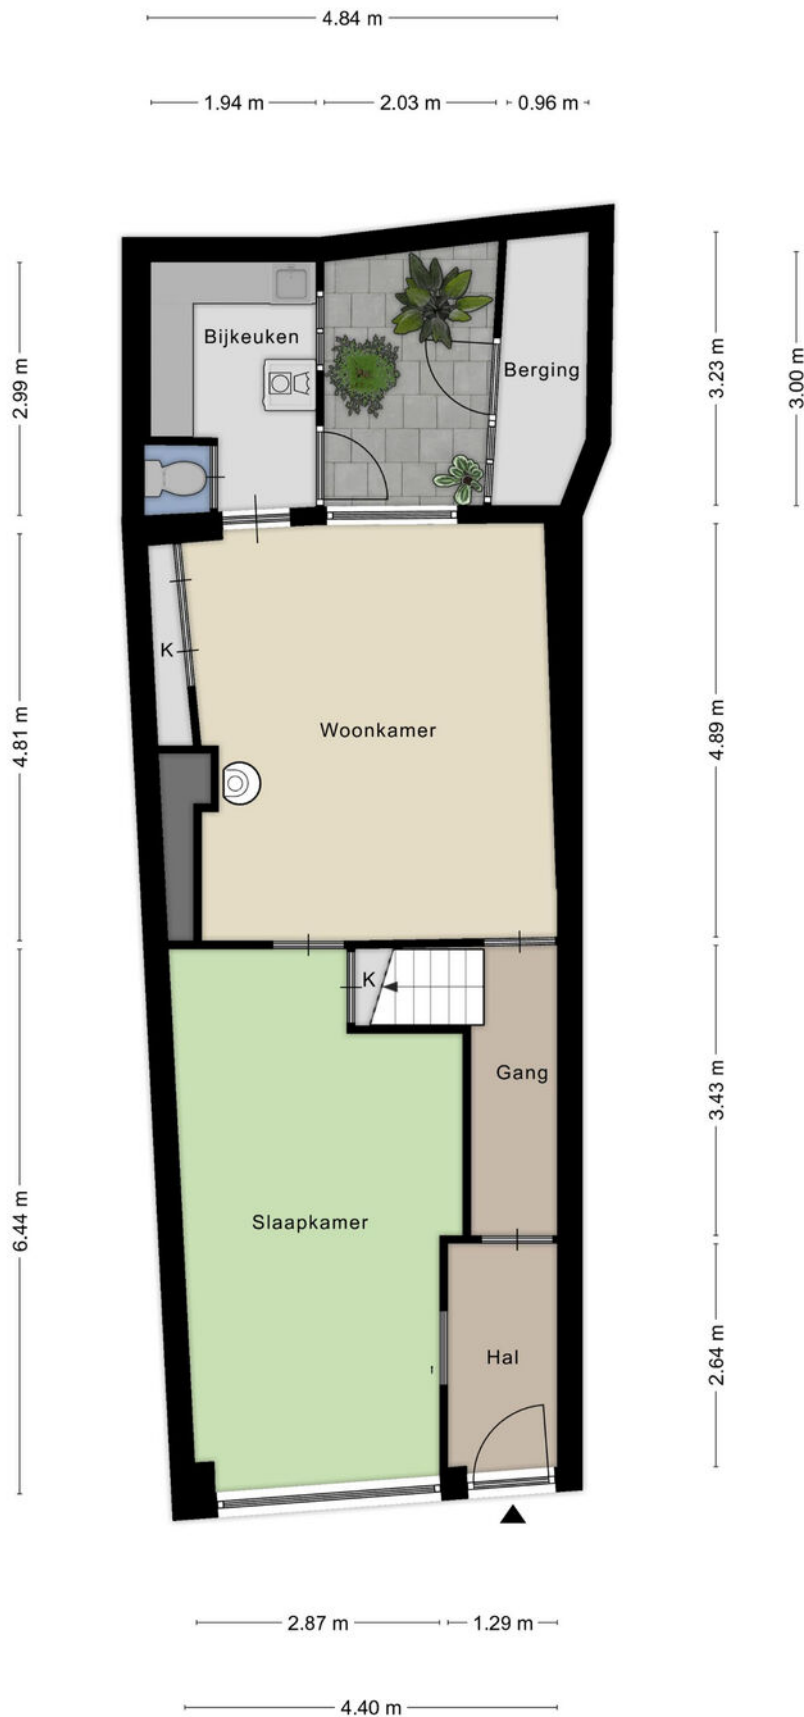 4.84 m
1.94 m
2.03 m
0.96 m
Bijkeuken
Berging
2.99 m
3.23 m
3.00 m
K
Woonkamer
4.81 m
4.89 m
K
Gang
3.43 m
Slaapkamer
6.44 m
Hal
2.64 m
2.87 m
1.29 m
4.40 m